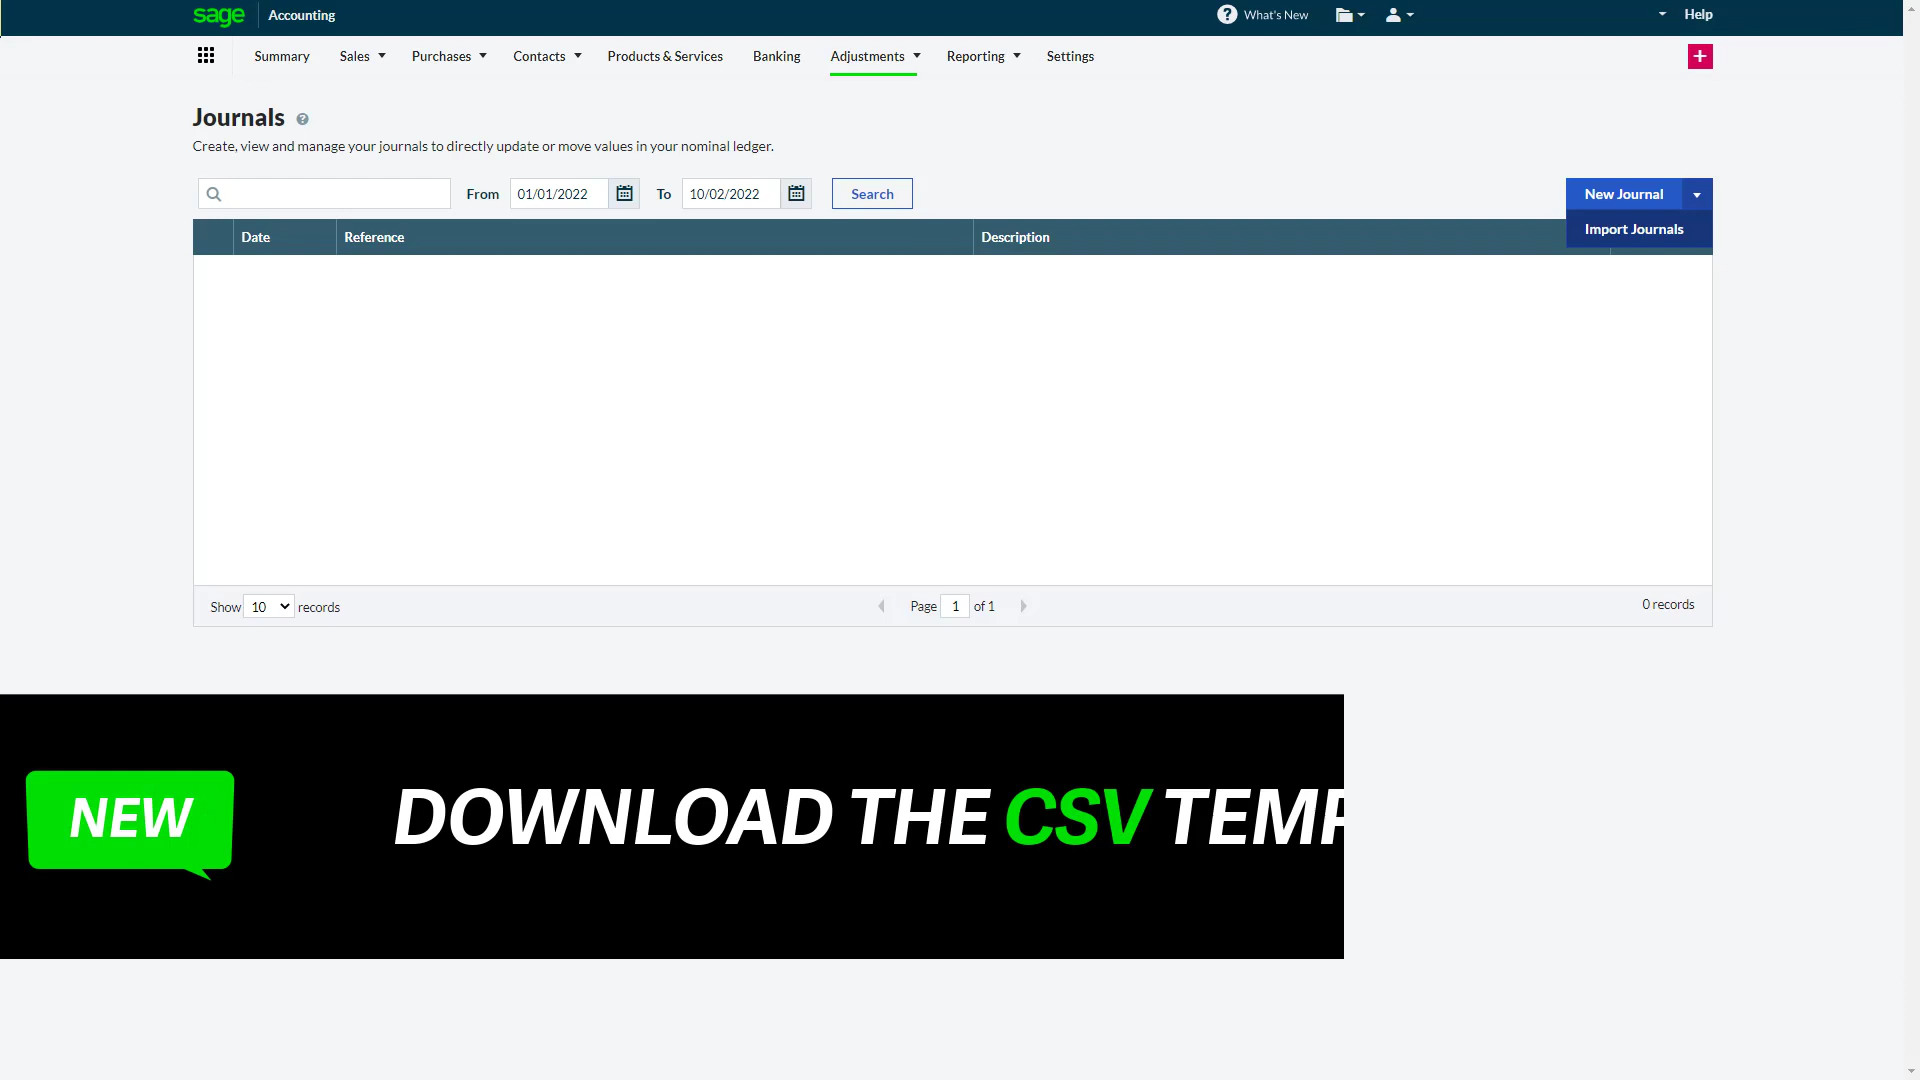 sage Accounting ? What's New Help
Summary Sales Purchases Contacts Products & Services Banking Adjustments Reporting Settings +
Journals ?
Create, view and manage your journals to directly update or move values in your nominal ledger.
From 01/01/2022 To 10/02/2022 Search New Journal
Import Journals
Date Reference Description
Show 10 records Page 1 of 1 0 records
NEW DOWNLOAD THE CSV TEMP